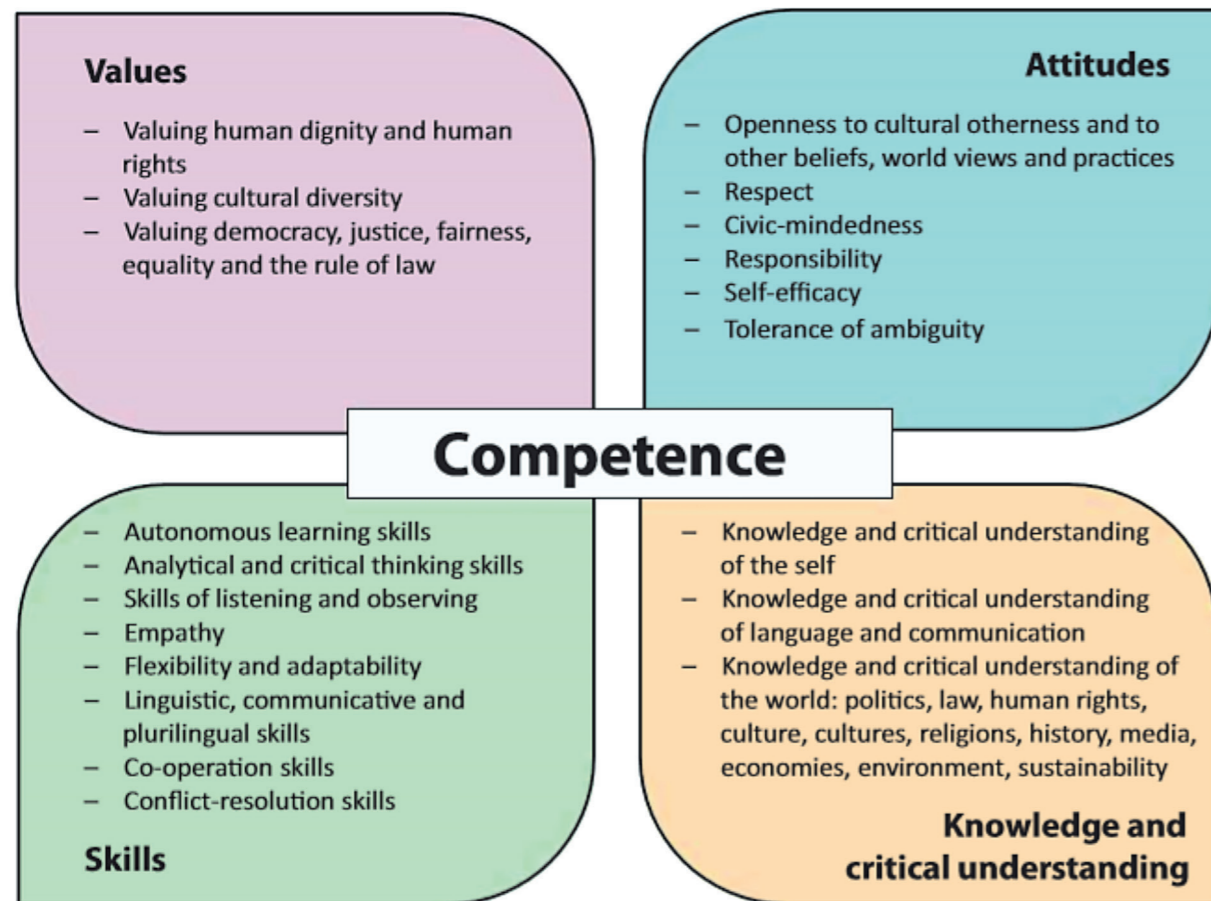 Values
– Valuing human dignity and human
rights
– Valuing cultural diversity
– Valuing democracy, justice, fairness,
equality and the rule of law
Attitudes
– Openness to cultural otherness and to
other beliefs, world views and practices
– Respect
– Civic-mindedness
– Responsibility
– Self-efficacy
– Tolerance of ambiguity
Competence
– Autonomous learning skills
– Analytical and critical thinking skills
– Skills of listening and observing
– Empathy
– Flexibility and adaptability
– Linguistic, communicative and
plurilingual skills
– Co-operation skills
– Conflict-resolution skills
Skills
– Knowledge and critical understanding
of the self
– Knowledge and critical understanding
of language and communication
– Knowledge and critical understanding of
the world: politics, law, human rights,
culture, cultures, religions, history, media,
economies, environment, sustainability
Knowledge and
critical understanding